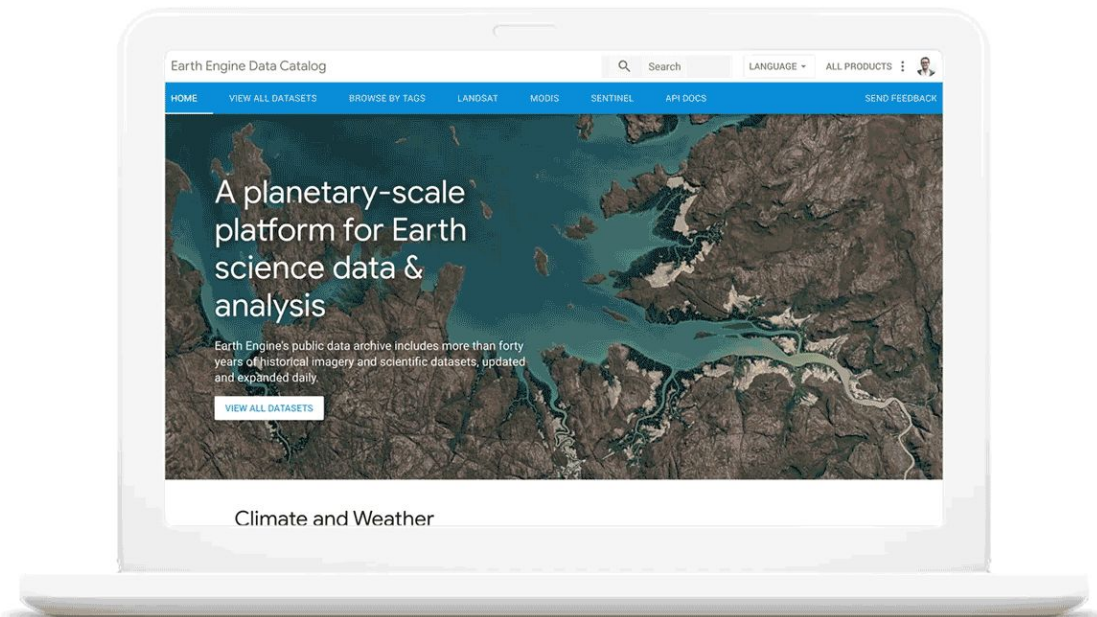 Earth Engine Data Catalog
Search
LANGUAGE
ALL PRODUCTS
HOME
VIEW ALL DATASETS
BROWSE BY TAGS
LANDSAT
MODIS
SENTINEL
API DOCS
SEND FEEDBACK
A planetary-scale
platform for Earth
science data &
analysis
Earth Engine's public data archive includes more than forty
years of historical imagery and scientific datasets, updated
and expanded daily.
VIEW ALL DATASETS
Climate and Weather